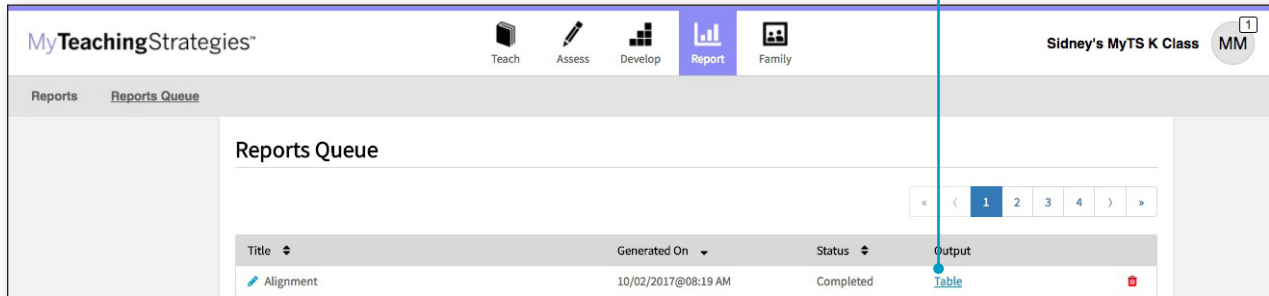 MyTeachingStrategies™
Teach Assess Develop Report Family
Sidney's MyTS K Class MM 1
Reports Reports Queue
Reports Queue
« ‹ 1 2 3 4 › »
Title Generated On Status Output
Alignment 10/02/2017@08:19 AM Completed Table